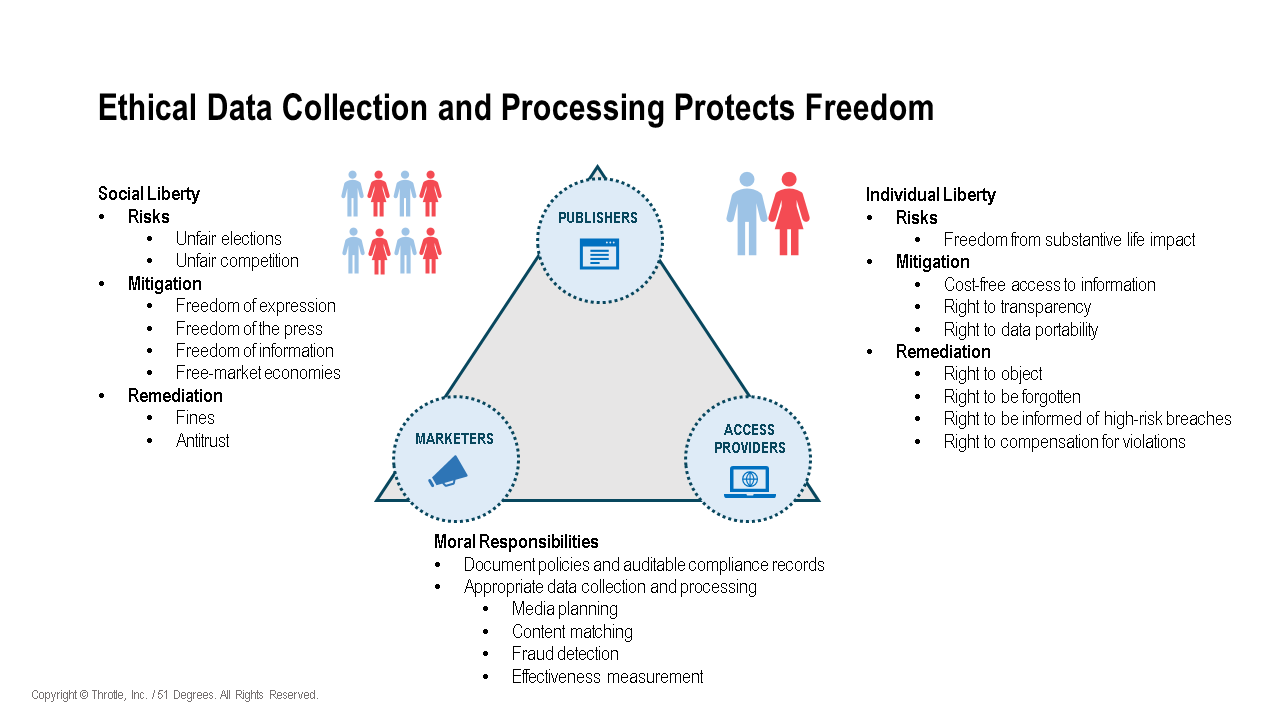 Ethical Data Collection and Processing Protects Freedom
Social Liberty
• Risks
• Unfair elections
• Unfair competition
• Mitigation
• Freedom of expression
• Freedom of the press
• Freedom of information
• Free-market economies
• Remediation
• Fines
• Antitrust
PUBLISHERS
MARKETERS
ACCESS
PROVIDERS
Individual Liberty
• Risks
• Freedom from substantive life impact
• Mitigation
• Cost-free access to information
• Right to transparency
• Right to data portability
• Remediation
• Right to object
• Right to be forgotten
• Right to be informed of high-risk breaches
• Right to compensation for violations
Moral Responsibilities
• Document policies and auditable compliance records
• Appropriate data collection and processing
• Media planning
• Content matching
• Fraud detection
• Effectiveness measurement
Copyright © Throtle, Inc. / 51 Degrees. All Rights Reserved.